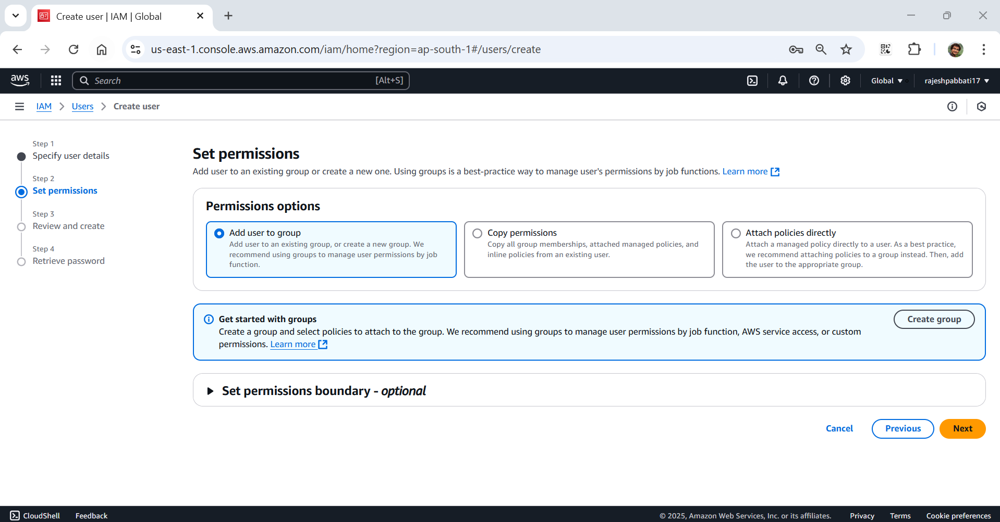 Create user | IAM | Global
us-east-1.console.aws.amazon.com/iam/home?region=ap-south-1#/users/create
aws
Search
[Alt+S]
Global
rajeshpabbati17
IAM
Users
Create user
Step 1
Specify user details
Step 2
Set permissions
Step 3
Review and create
Step 4
Retrieve password
Set permissions
Add user to an existing group or create a new one. Using groups is a best-practice way to manage user's permissions by job functions. Learn more
Permissions options
Add user to group
Add user to an existing group, or create a new group. We
recommend using groups to manage user permissions by job
function.
Copy permissions
Copy all group memberships, attached managed policies, and
inline policies from an existing user.
Attach policies directly
Attach a managed policy directly to a user. As a best practice,
we recommend attaching policies to a group instead. Then, add
the user to the appropriate group.
Get started with groups
Create a group and select policies to attach to the group. We recommend using groups to manage user permissions by job function, AWS service access, or custom
permissions. Learn more
Create group
Set permissions boundary - optional
Cancel
Previous
Next
CloudShell
Feedback
© 2025, Amazon Web Services, Inc. or its affiliates.
Privacy
Terms
Cookie preferences